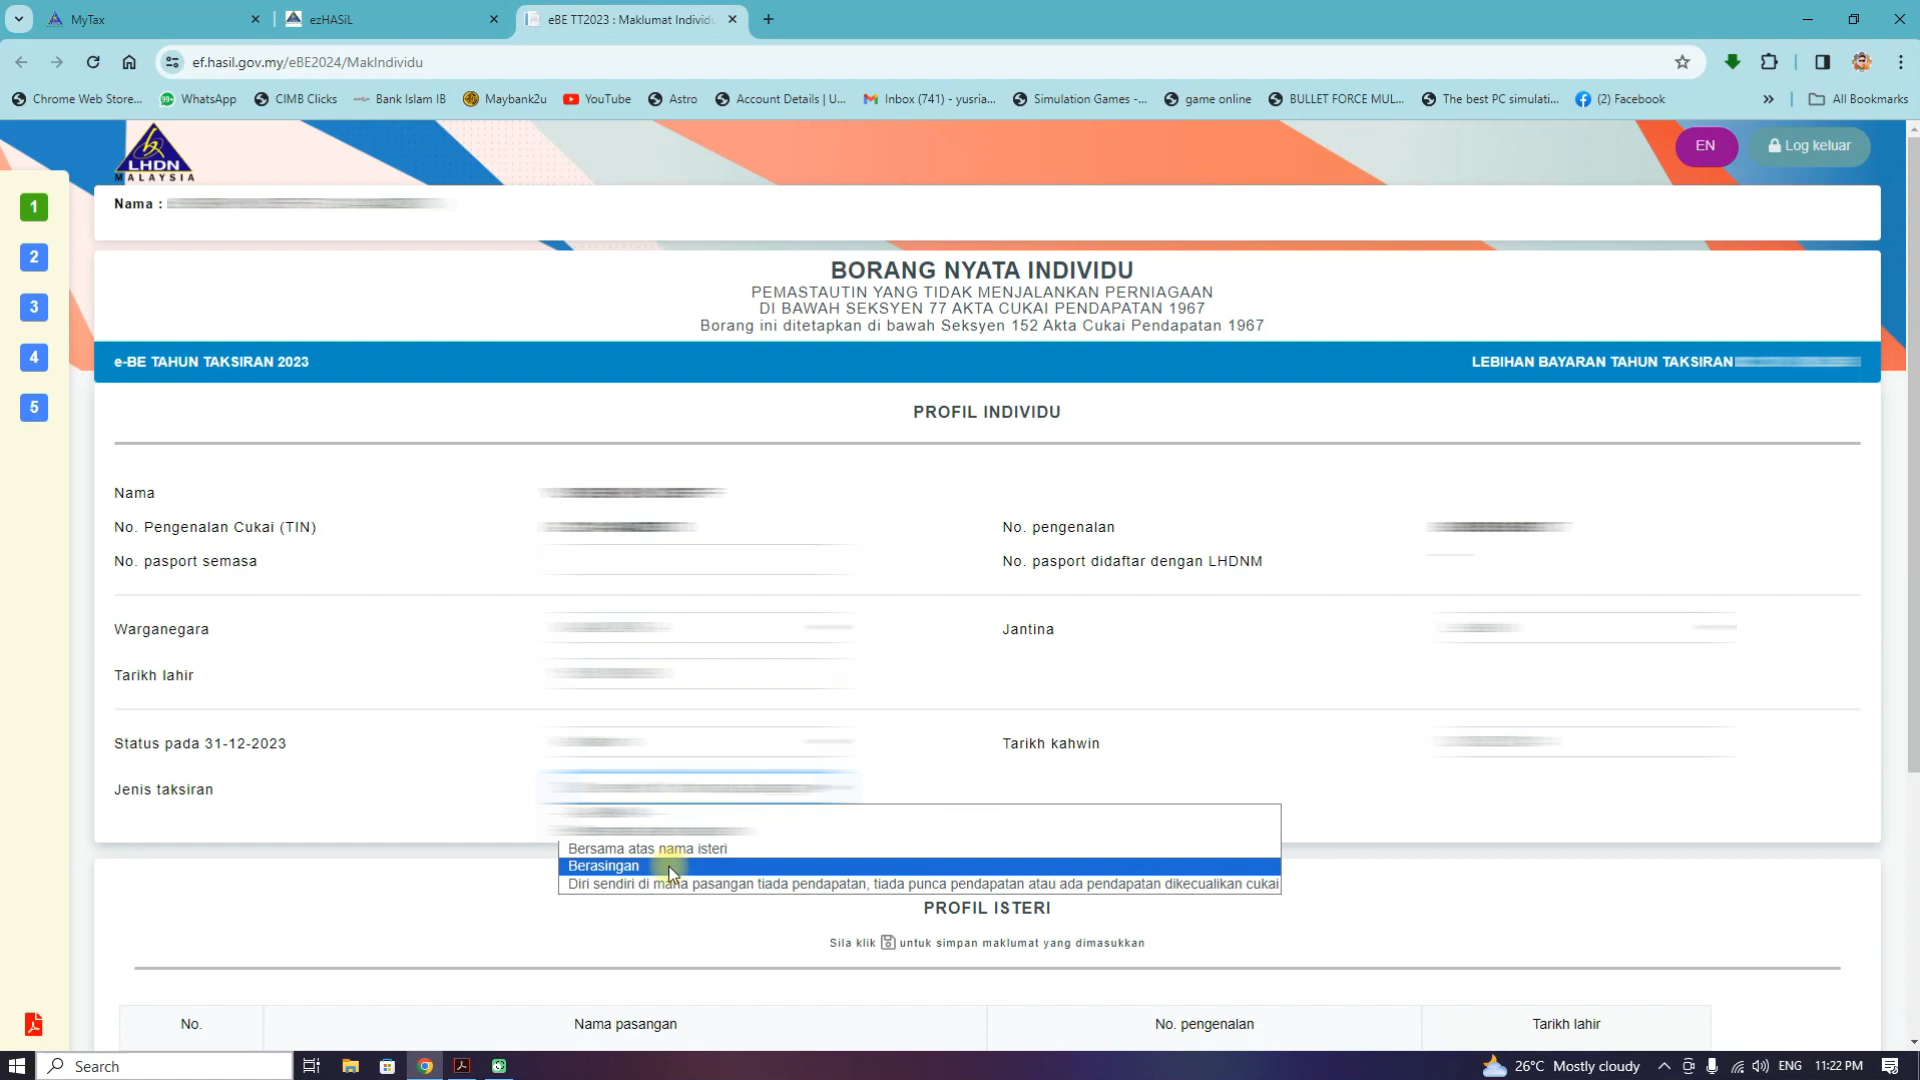 MyTax
ezHASiL
eBE TT2023 : Maklumat Individu
ef.hasil.gov.my/eBE2024/MakIndividu
Chrome Web Store...
WhatsApp
CIMB Clicks
Bank Islam IB
Maybank2u
YouTube
Astro
Account Details | U...
Inbox (741) - yusria...
Simulation Games -...
game online
BULLET FORCE MUL...
The best PC simulati...
(2) Facebook
»
All Bookmarks
LHDN
MALAYSIA
EN
Log keluar
1
2
3
4
5
Nama :
BORANG NYATA INDIVIDU
PEMASTAUTIN YANG TIDAK MENJALANKAN PERNIAGAAN
DI BAWAH SEKSYEN 77 AKTA CUKAI PENDAPATAN 1967
Borang ini ditetapkan di bawah Seksyen 152 Akta Cukai Pendapatan 1967
e-BE TAHUN TAKSIRAN 2023
LEBIHAN BAYARAN TAHUN TAKSIRAN
PROFIL INDIVIDU
Nama
No. Pengenalan Cukai (TIN)
No. pengenalan
No. pasport semasa
No. pasport didaftar dengan LHDNM
Warganegara
Jantina
Tarikh lahir
Status pada 31-12-2023
Tarikh kahwin
Jenis taksiran
Bersama atas nama isteri
Berasingan
Diri sendiri di mana pasangan tiada pendapatan, tiada punca pendapatan atau ada pendapatan dikecualikan cukai
PROFIL ISTERI
Sila klik untuk simpan maklumat yang dimasukkan
No.
Nama pasangan
No. pengenalan
Tarikh lahir
Search
26°C Mostly cloudy
ENG
11:22 PM